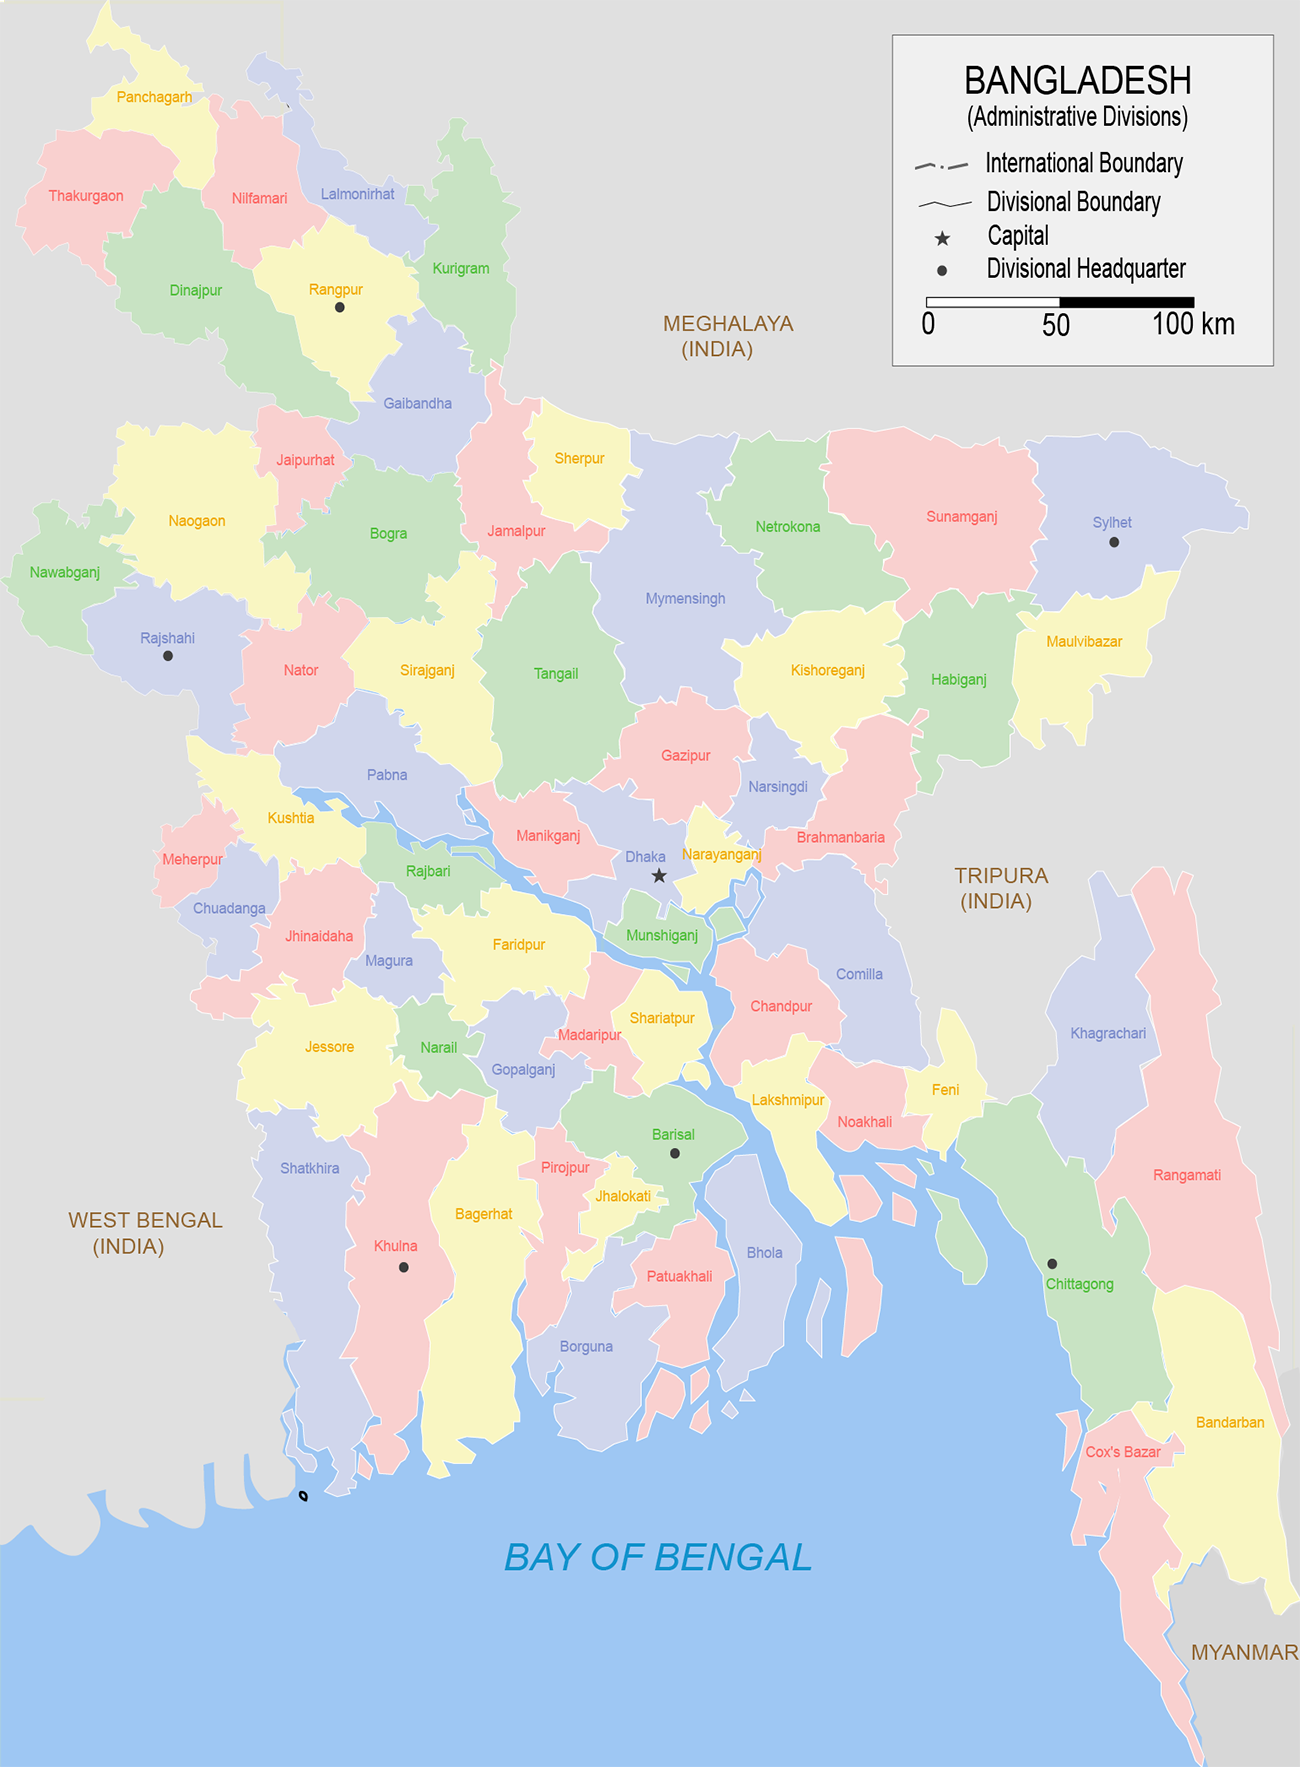 BANGLADESH
(Administrative Divisions)
International Boundary
Divisional Boundary
Capital
Divisional Headquarter
0 50 100 km
Panchagarh
Thakurgaon
Nilfamari
Lalmonirhat
Kurigram
Dinajpur
Rangpur
MEGHALAYA
(INDIA)
Gaibandha
Jaipurhat
Sherpur
Naogaon
Bogra
Jamalpur
Netrokona
Sunamganj
Sylhet
Nawabganj
Mymensingh
Rajshahi
Nator
Sirajganj
Tangail
Kishoreganj
Habiganj
Maulvibazar
Pabna
Gazipur
Narsingdi
Kushtia
Manikganj
Brahmanbaria
Meherpur
Rajbari
Dhaka
Narayanganj
TRIPURA
(INDIA)
Chuadanga
Jhinaidaha
Magura
Faridpur
Munshiganj
Comilla
Chandpur
Shariatpur
Madaripur
Khagrachari
Jessore
Narail
Gopalganj
Lakshmipur
Feni
Noakhali
Barisal
Shatkhira
Pirojpur
Jhalokati
Rangamati
Bagerhat
WEST BENGAL
(INDIA)
Khulna
Bhola
Patuakhali
Chittagong
Borguna
Bandarban
Cox's Bazar
BAY OF BENGAL
MYANMAR